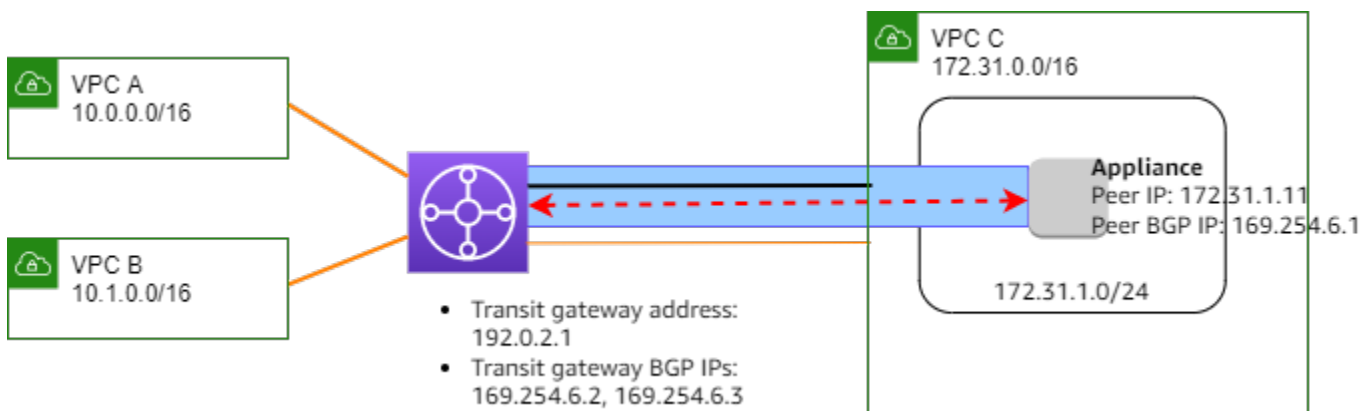 VPC A
10.0.0.0/16
VPC B
10.1.0.0/16
• Transit gateway address:
192.0.2.1
• Transit gateway BGP IPs:
169.254.6.2, 169.254.6.3
VPC C
172.31.0.0/16
Appliance
Peer IP: 172.31.1.11
Peer BGP IP: 169.254.6.1
172.31.1.0/24